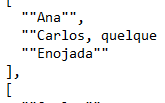 [
""Ana"",
""Carlos, quelque
""Enojada""
],
[